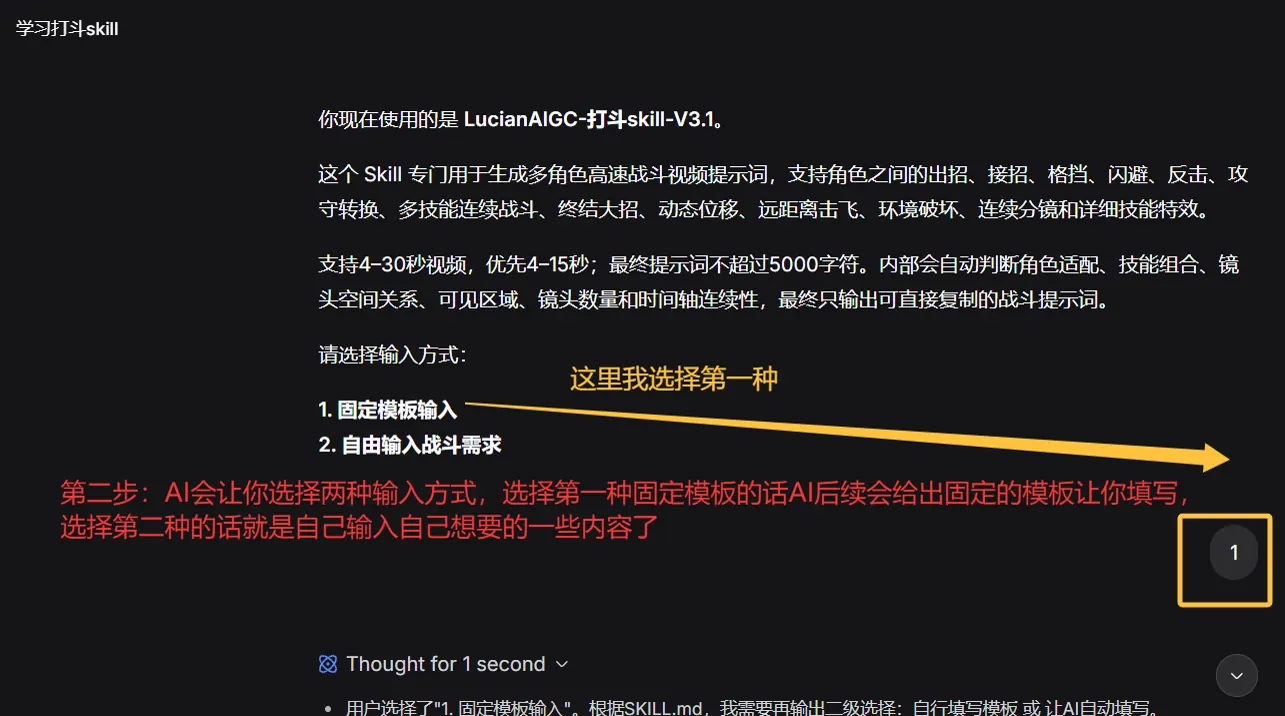 学习打斗skill
你现在使用的是 LucianAIGC-打斗skill-V3.1。
这个 Skill 专门用于生成多角色高速战斗视频提示词，支持角色之间的出招、接招、格挡、闪避、反击、攻
守转换、多技能连续战斗、终结大招、动态位移、远距离击飞、环境破坏、连续分镜和详细技能特效。
支持4–30秒视频，优先4–15秒；最终提示词不超过5000字符。内部会自动判断角色适配、技能组合、镜
头空间关系、可见区域、镜头数量和时间轴连续性，最终只输出可直接复制的战斗提示词。
请选择输入方式：
这里我选择第一种
1. 固定模板输入
2. 自由输入战斗需求
第二步：AI会让你选择两种输入方式，选择第一种固定模板的话AI后续会给出固定的模板让你填写，
选择第二种的话就是自己输入自己想要的一些内容了
1
Thought for 1 second
• 用户选择了"1. 固定模板输入"。根据SKILL.md，我需要再输出二级选择：自行填写模板 或 让AI自动填写。